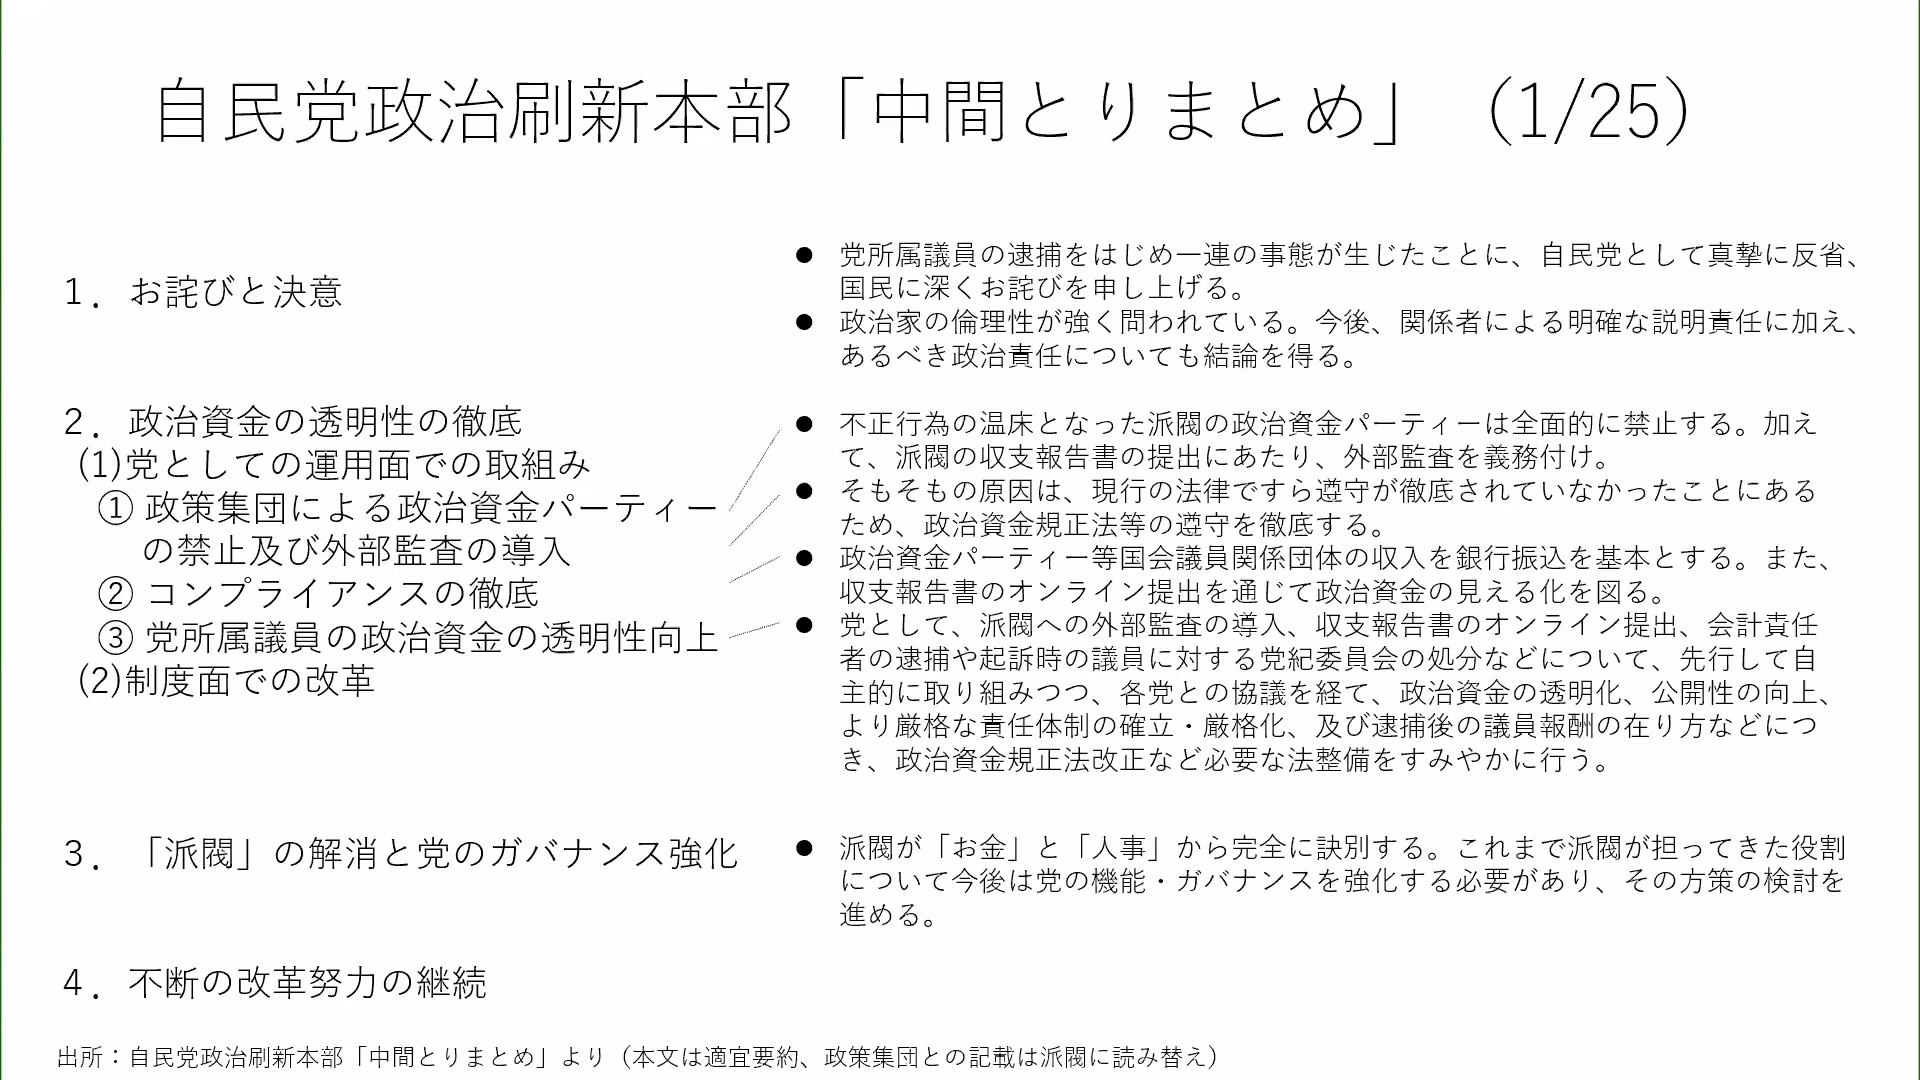 自民党政治刷新本部「中間とりまとめ」（1/25）
1．お詫びと決意
● 党所属議員の逮捕をはじめ一連の事態が生じたことに、自民党として真摯に反省、
国民に深くお詫びを申し上げる。
● 政治家の倫理性が強く問われている。今後、関係者による明確な説明責任に加え、
あるべき政治責任についても結論を得る。
2．政治資金の透明性の徹底
(1)党としての運用面での取組み
① 政策集団による政治資金パーティー
の禁止及び外部監査の導入
② コンプライアンスの徹底
③ 党所属議員の政治資金の透明性向上
(2)制度面での改革
● 不正行為の温床となった派閥の政治資金パーティーは全面的に禁止する。加え
て、派閥の収支報告書の提出にあたり、外部監査を義務付け。
● そもそもの原因は、現行の法律ですら遵守が徹底されていなかったことにある
ため、政治資金規正法等の遵守を徹底する。
● 政治資金パーティー等国会議員関係団体の収入を銀行振込を基本とする。また、
収支報告書のオンライン提出を通じて政治資金の見える化を図る。
● 党として、派閥への外部監査の導入、収支報告書のオンライン提出、会計責任
者の逮捕や起訴時の議員に対する党紀委員会の処分などについて、先行して自
主的に取り組みつつ、各党との協議を経て、政治資金の透明化、公開性の向上、
より厳格な責任体制の確立・厳格化、及び逮捕後の議員報酬の在り方などにつ
き、政治資金規正法改正など必要な法整備をすみやかに行う。
3．「派閥」の解消と党のガバナンス強化
● 派閥が「お金」と「人事」から完全に訣別する。これまで派閥が担ってきた役割
について今後は党の機能・ガバナンスを強化する必要があり、その方策の検討を
進める。
4．不断の改革努力の継続
出所：自民党政治刷新本部「中間とりまとめ」より（本文は適宜要約、政策集団との記載は派閥に読み替え）